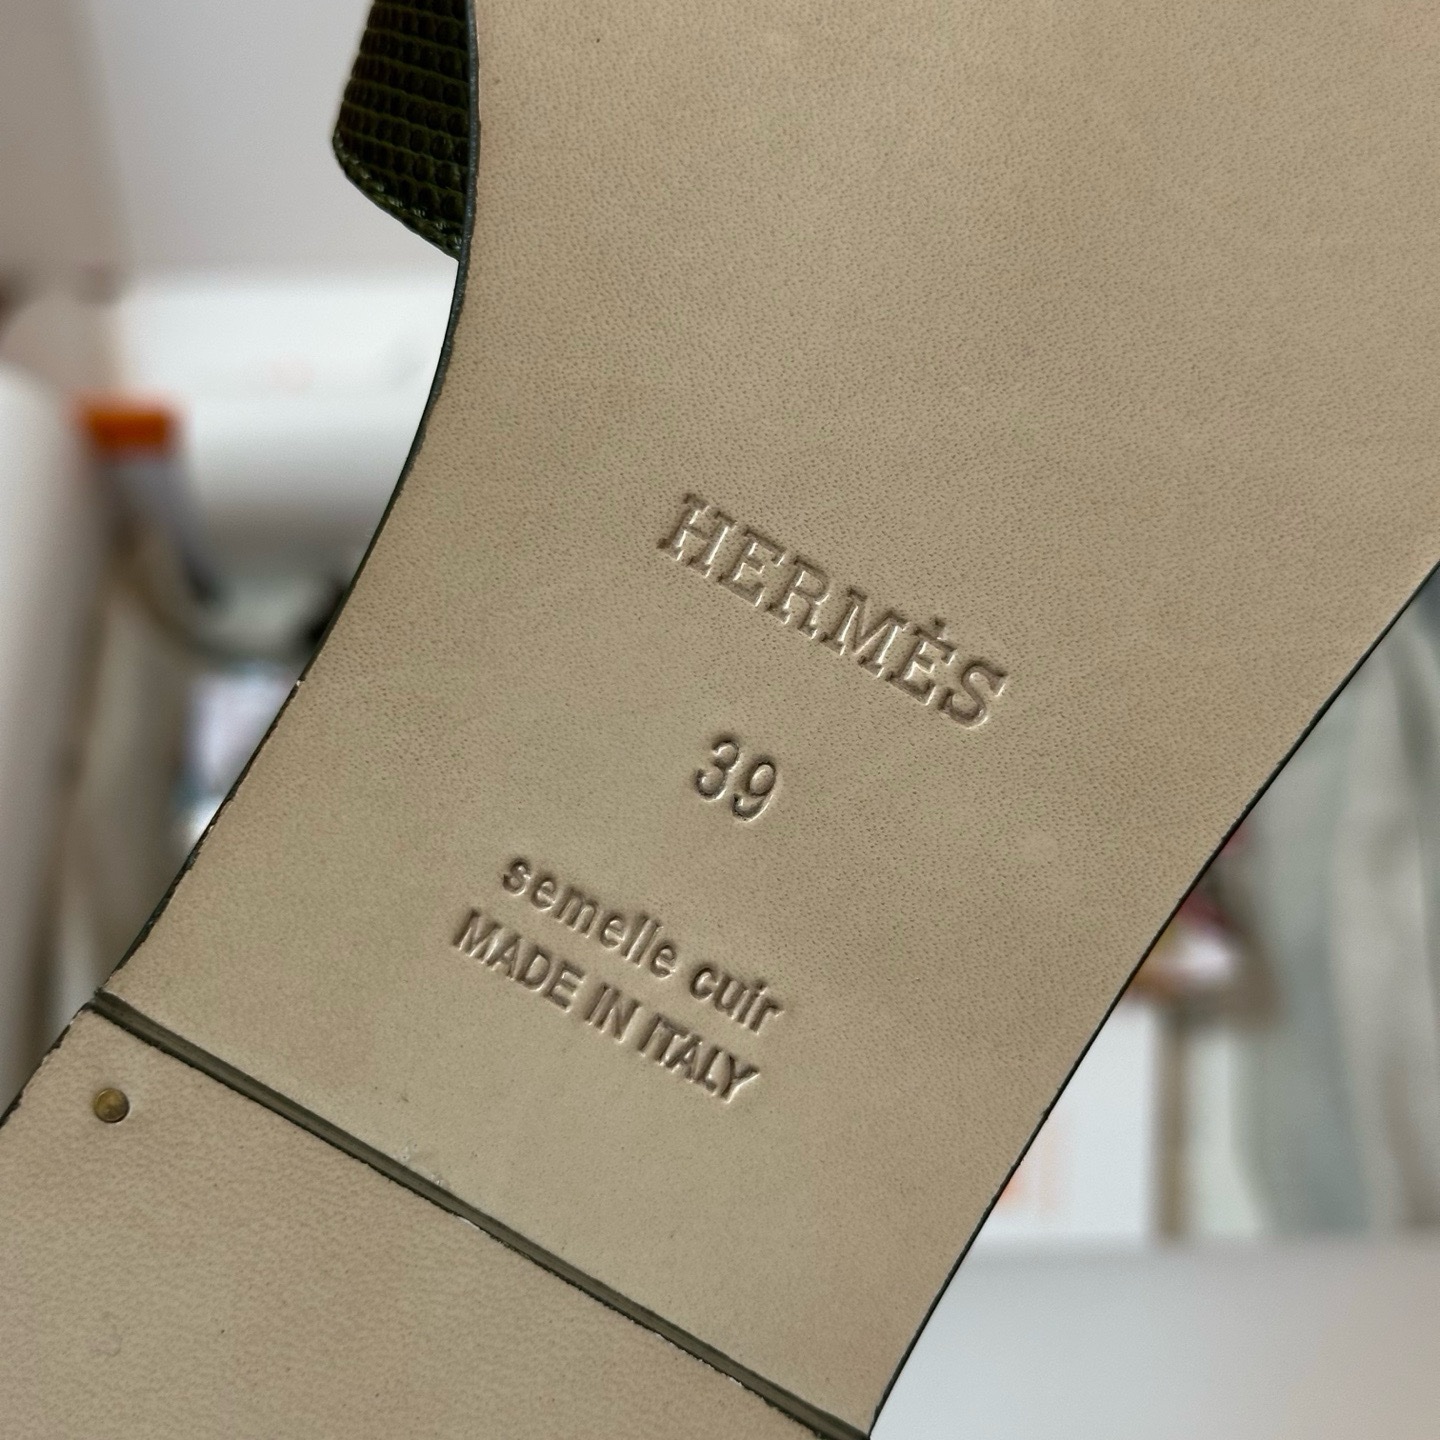 HERMÈS
39
semelle cuir
MADE IN ITALY